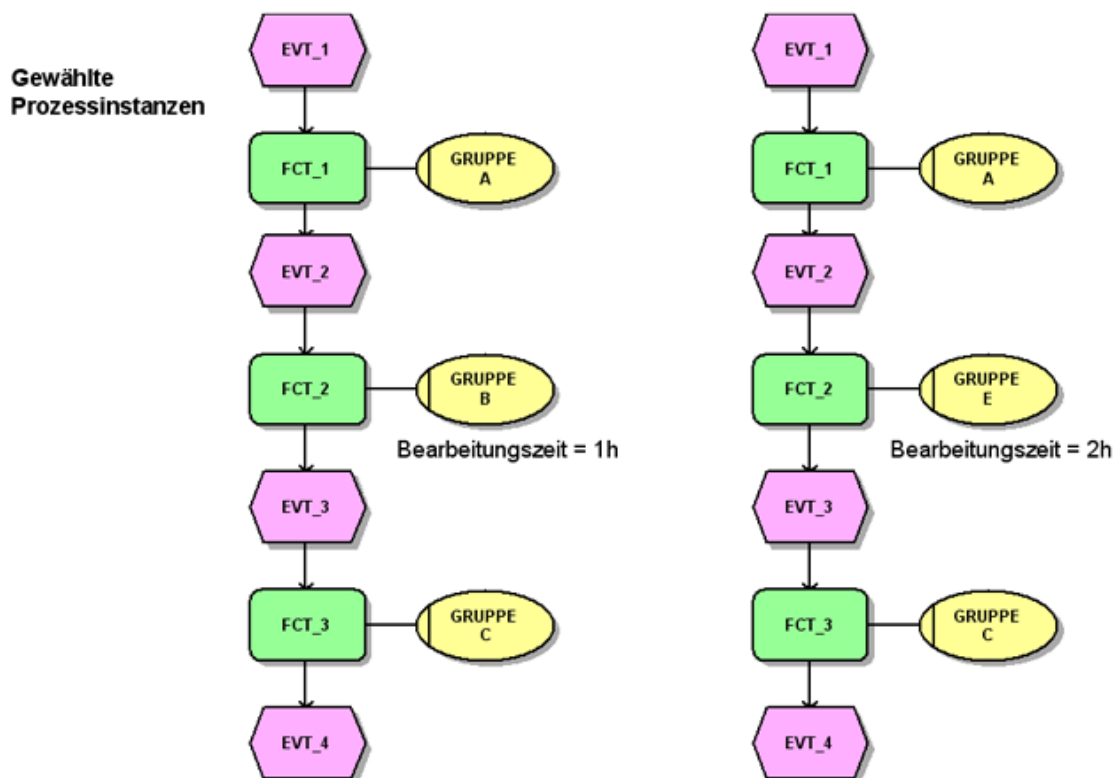 EVT_1
EVT_1
Gewählte
Prozessinstanzen
FCT_1
GRUPPE
A
FCT_1
GRUPPE
A
EVT_2
EVT_2
FCT_2
GRUPPE
B
FCT_2
GRUPPE
E
Bearbeitungszeit = 1h
Bearbeitungszeit = 2h
EVT_3
EVT_3
FCT_3
GRUPPE
C
FCT_3
GRUPPE
C
EVT_4
EVT_4